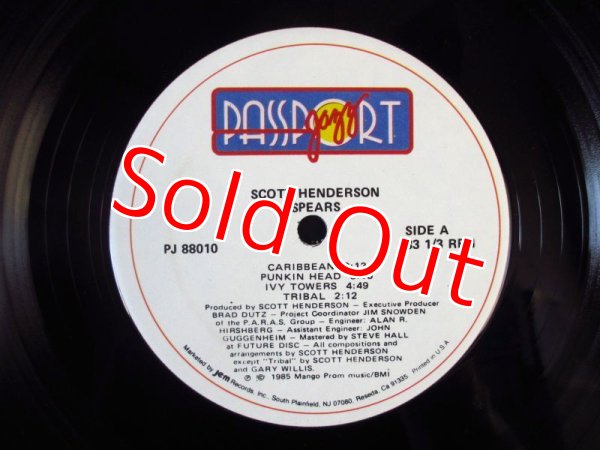 PASSPORT
jazz
SCOTT HENDERSON
SPEARS
Sold Out
PJ 88010
SIDE A
33 1/3 RPM
CARIBBEAN
PUNKIN HEAD
IVY TOWERS 4:49
TRIBAL 2:12
Produced by SCOTT HENDERSON - Executive Producer
BRAD DUTZ - Project Coordinator JIM SNOWDEN
of the P.A.R.A.S. Group - Engineer: ALAN R.
HIRSHBERG - Assistant Engineer: JOHN
GUGGENHEIM - Mastered by STEVE HALL
at FUTURE DISC - All compositions and
arrangements by SCOTT HENDERSON
except "Tribal" by SCOTT HENDERSON
and GARY WILLIS.
℗ © 1985 Mango Prom music/BMI
Marketed by jem Records, Inc., South Plainfield, NJ 07080, Reseda, Ca 91335 Printed in U.S.A.